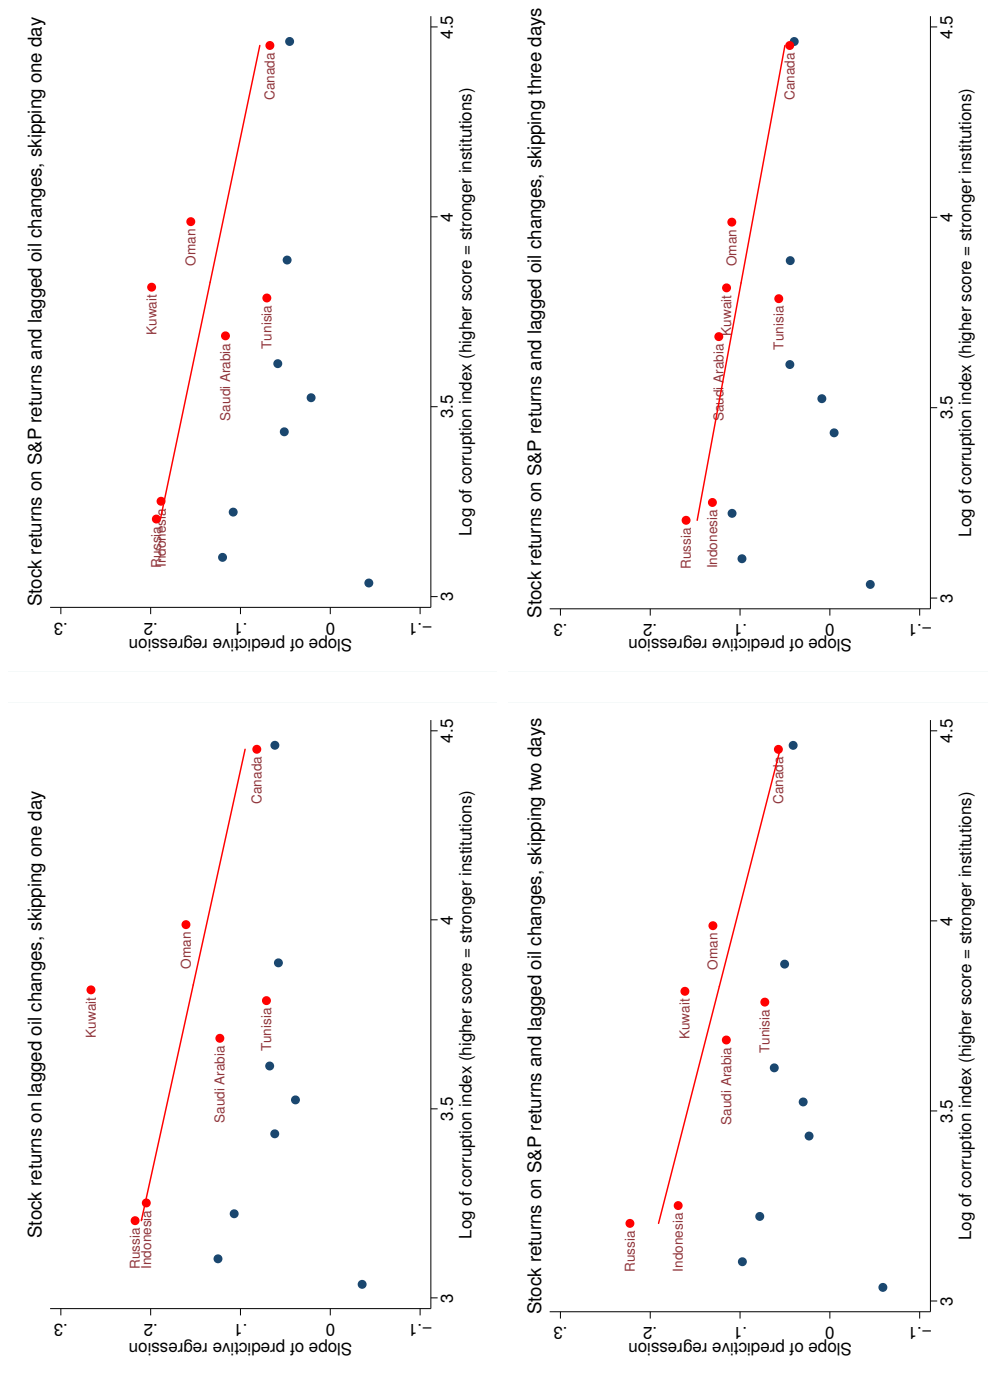 Stock returns on lagged oil changes, skipping one day
.3
.2
.1
0
-.1
Slope of predictive regression
Kuwait
Russia
Indonesia
Oman
Saudi Arabia
Canada
Tunisia
3
3.5
4
4.5
Log of corruption index (higher score = stronger institutions)
Stock returns on S&P returns and lagged oil changes, skipping one day
.3
.2
.1
0
-.1
Slope of predictive regression
Kuwait
Russia
Indonesia
Oman
Saudi Arabia
Canada
Tunisia
3
3.5
4
4.5
Log of corruption index (higher score = stronger institutions)
Stock returns on S&P returns and lagged oil changes, skipping two days
.3
.2
.1
0
-.1
Slope of predictive regression
Russia
Kuwait
Indonesia
Oman
Saudi Arabia
Tunisia
Canada
3
3.5
4
4.5
Log of corruption index (higher score = stronger institutions)
Stock returns on S&P returns and lagged oil changes, skipping three days
.3
.2
.1
0
-.1
Slope of predictive regression
Russia
Indonesia
Saudi Arabia
Kuwait
Oman
Tunisia
Canada
3
3.5
4
4.5
Log of corruption index (higher score = stronger institutions)